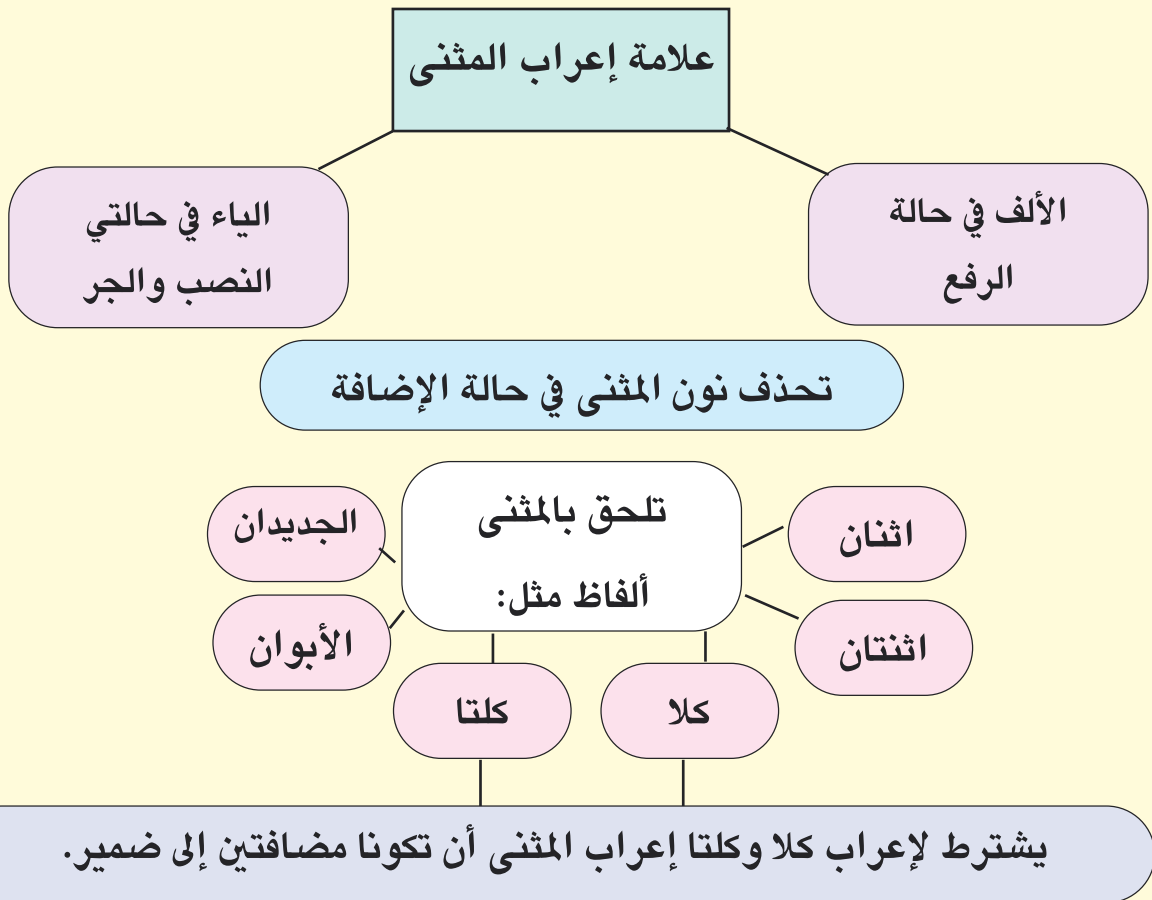 علامة إعراب المثنى
الألف في حالة
الرفع
الياء في حالتي
النصب والجر
تحذف نون المثنى في حالة الإضافة
تلحق بالمثنى
ألفاظ مثل:
اثنان
اثنتان
كلا
كلتا
الجديدان
الأبوان
يشترط لإعراب كلا وكلتا إعراب المثنى أن تكونا مضافتين إلى ضمير.